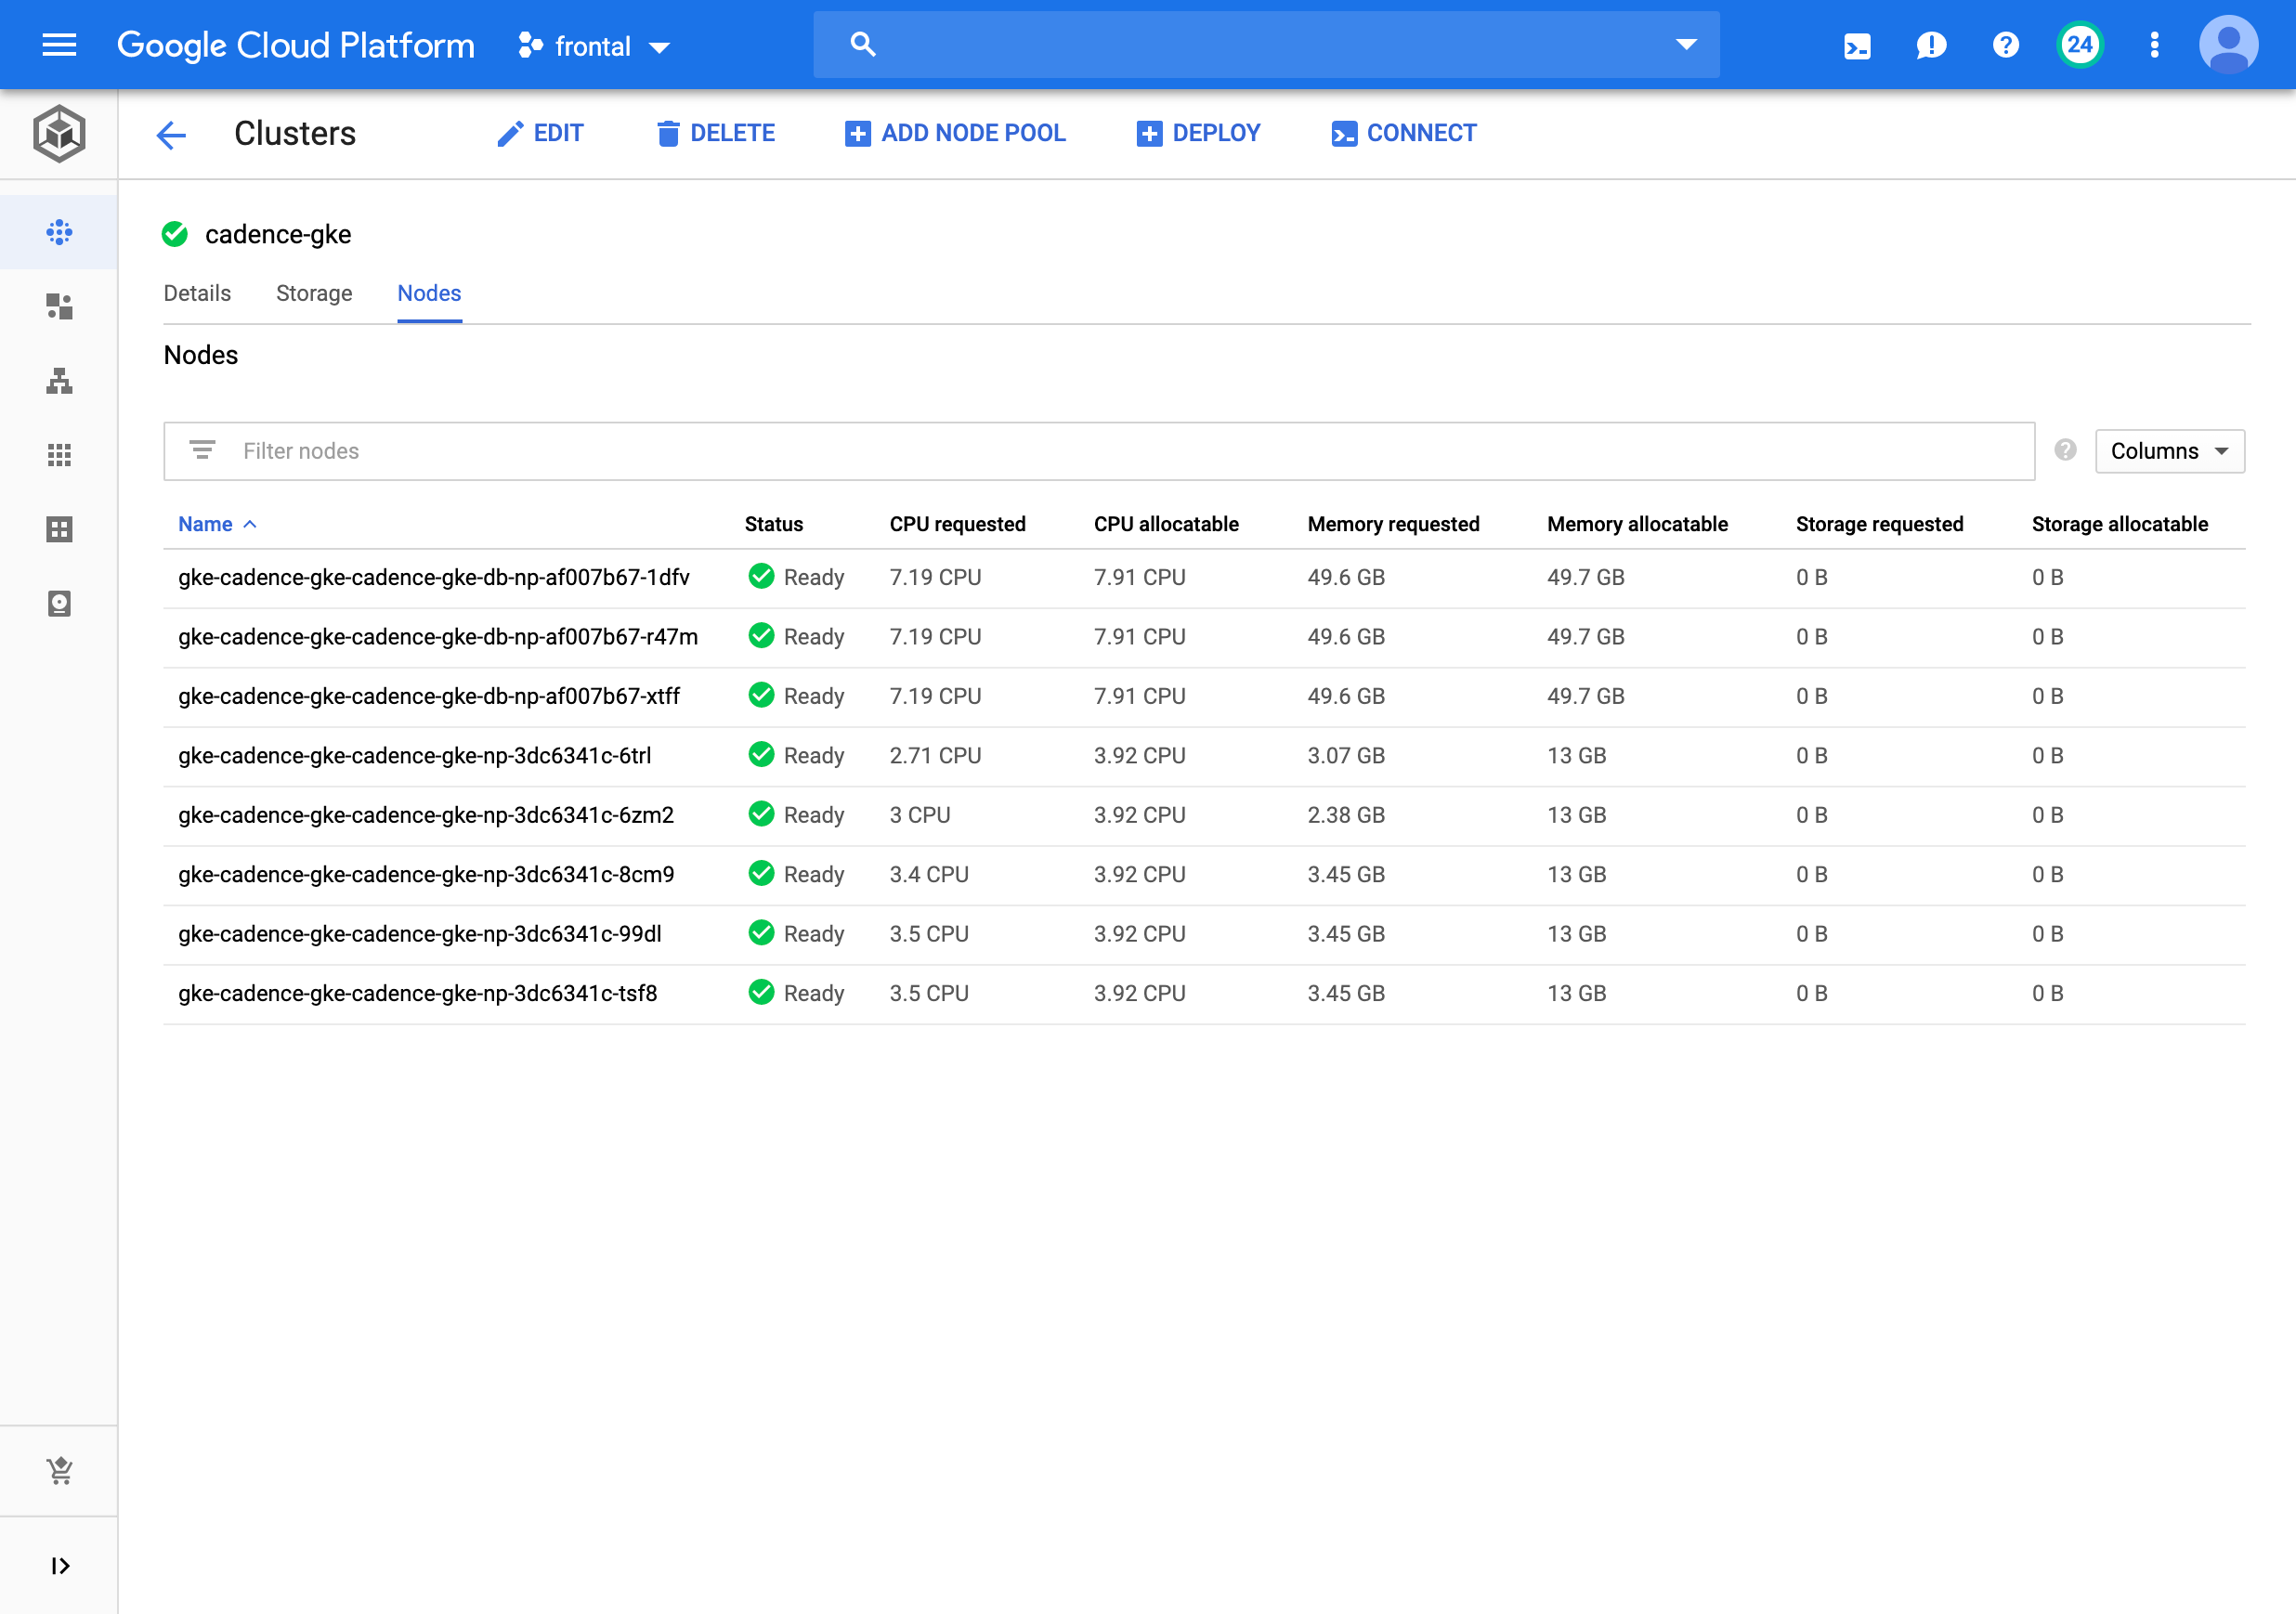 Google Cloud Platform frontal 24
Clusters EDIT DELETE ADD NODE POOL DEPLOY CONNECT
cadence-gke
Details Storage Nodes
Nodes
Filter nodes Columns
Name Status CPU requested CPU allocatable Memory requested Memory allocatable Storage requested Storage allocatable
gke-cadence-gke-cadence-gke-db-np-af007b67-1dfv Ready 7.19 CPU 7.91 CPU 49.6 GB 49.7 GB 0 B 0 B
gke-cadence-gke-cadence-gke-db-np-af007b67-r47m Ready 7.19 CPU 7.91 CPU 49.6 GB 49.7 GB 0 B 0 B
gke-cadence-gke-cadence-gke-db-np-af007b67-xtff Ready 7.19 CPU 7.91 CPU 49.6 GB 49.7 GB 0 B 0 B
gke-cadence-gke-cadence-gke-np-3dc6341c-6trl Ready 2.71 CPU 3.92 CPU 3.07 GB 13 GB 0 B 0 B
gke-cadence-gke-cadence-gke-np-3dc6341c-6zm2 Ready 3 CPU 3.92 CPU 2.38 GB 13 GB 0 B 0 B
gke-cadence-gke-cadence-gke-np-3dc6341c-8cm9 Ready 3.4 CPU 3.92 CPU 3.45 GB 13 GB 0 B 0 B
gke-cadence-gke-cadence-gke-np-3dc6341c-99dl Ready 3.5 CPU 3.92 CPU 3.45 GB 13 GB 0 B 0 B
gke-cadence-gke-cadence-gke-np-3dc6341c-tsf8 Ready 3.5 CPU 3.92 CPU 3.45 GB 13 GB 0 B 0 B